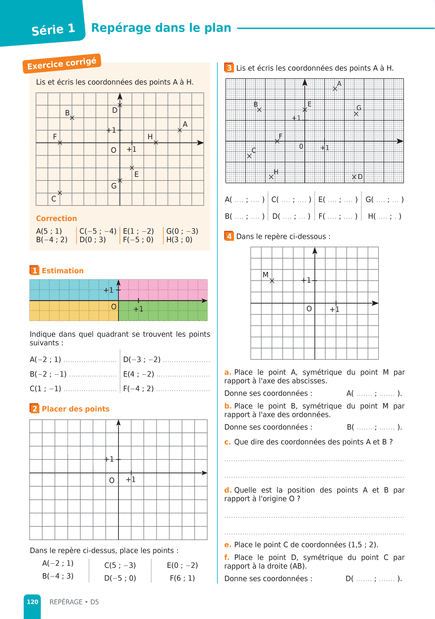 Série 1
Repérage dans le plan
Exercice corrigé
Lis et écris les coordonnées des points A à H.
A
B
D
+1
F
H
O
+1
E
G
C
Correction
A(5 ; 1)
C(−5 ; −4)
E(1 ; −2)
G(0 ; −3)
B(−4 ; 2)
D(0 ; 3)
F(−5 ; 0)
H(3 ; 0)
1 Estimation
+1
O
+1
Indique dans quel quadrant se trouvent les points
suivants :
A(−2 ; 1) ....................
D(−3 ; −2) ....................
B(−2 ; −1) ....................
E(4 ; −2) ....................
C(1 ; −1) ....................
F(−4 ; 2) ....................
2 Placer des points
+1
O
+1
Dans le repère ci-dessus, place les points :
A(−2 ; 1)
C(5 ; −3)
E(0 ; −2)
B(−4 ; 3)
D(−5 ; 0)
F(6 ; 1)
3 Lis et écris les coordonnées des points A à H.
A
B
E
G
+1
F
0
+1
C
H
D
A( ..... ; ..... )
C( ..... ; ..... )
E( ..... ; ..... )
G( ..... ; ..... )
B( ..... ; ..... )
D( ..... ; ..... )
F( ..... ; ..... )
H( ..... ; .. )
4 Dans le repère ci-dessous :
M
+1
O
+1
a. Place le point A, symétrique du point M par
rapport à l'axe des abscisses.
Donne ses coordonnées :
A( ....... ; ....... ).
b. Place le point B, symétrique du point M par
rapport à l'axe des ordonnées.
Donne ses coordonnées :
B( ....... ; ....... ).
c. Que dire des coordonnées des points A et B ?
d. Quelle est la position des points A et B par
rapport à l'origine O ?
e. Place le point C de coordonnées (1,5 ; 2).
f. Place le point D, symétrique du point C par
rapport à la droite (AB).
Donne ses coordonnées :
D( ....... ; ....... ).
120
REPÉRAGE • D5